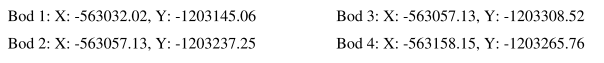 Bod 1: X: -563032.02, Y: -1203145.06
Bod 2: X: -563057.13, Y: -1203237.25
Bod 3: X: -563057.13, Y: -1203308.52
Bod 4: X: -563158.15, Y: -1203265.76